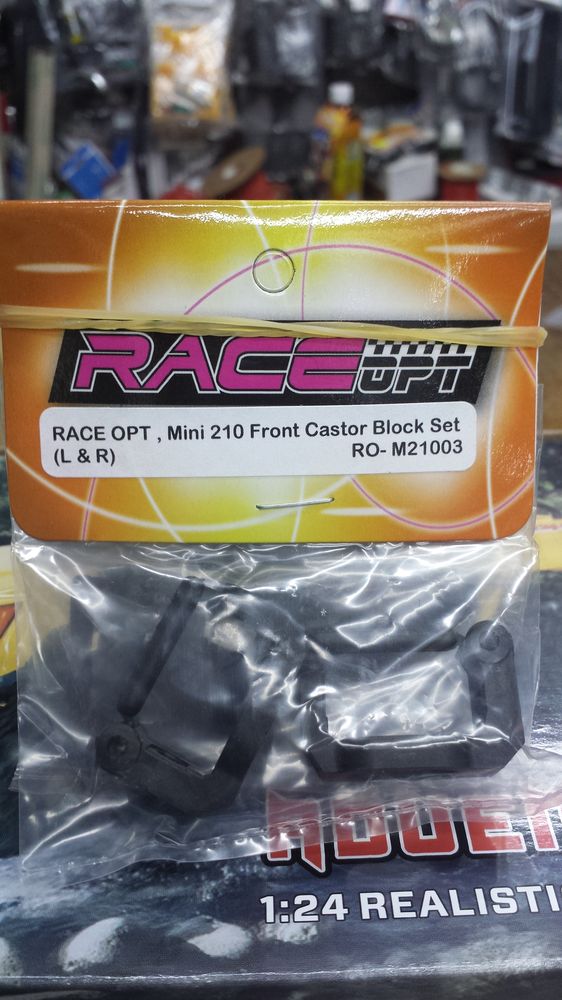 RACE OPT
RACE OPT , Mini 210 Front Castor Block Set
(L & R) RO- M21003
1:24 REALISTI